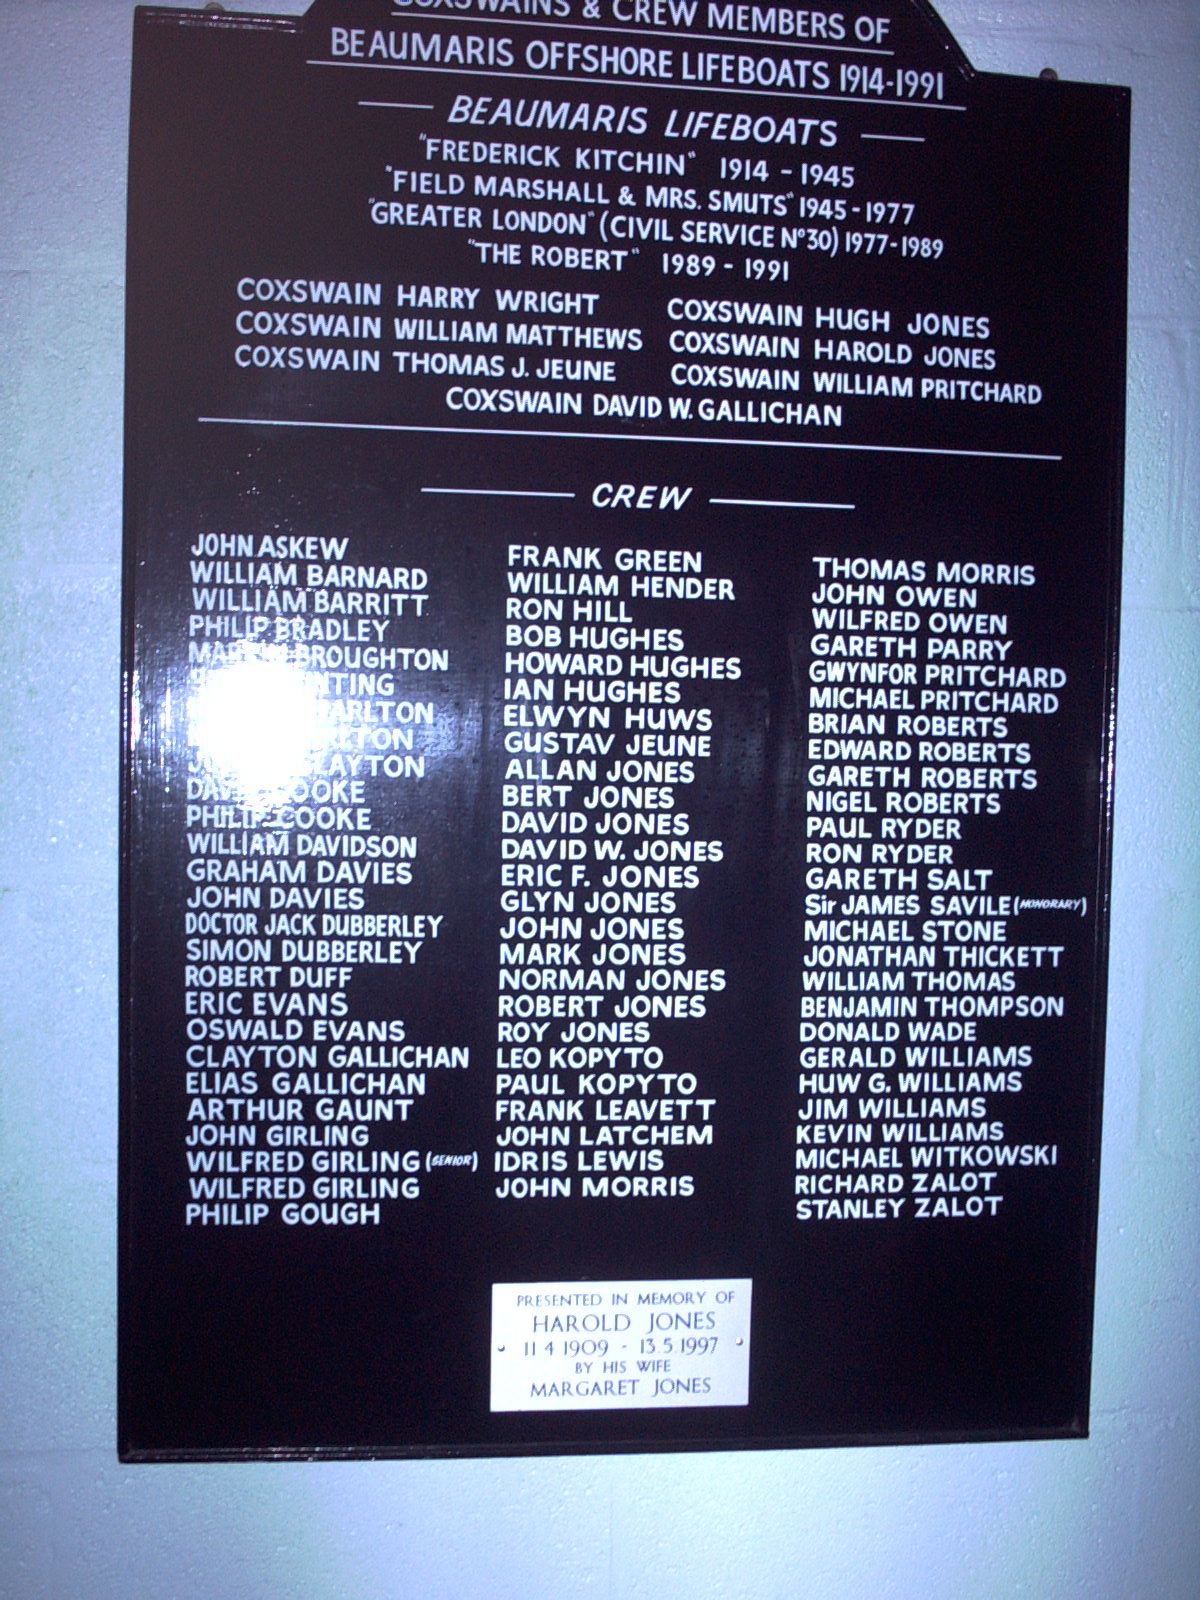 COXSWAINS & CREW MEMBERS OF
BEAUMARIS OFFSHORE LIFEBOATS 1914-1991
BEAUMARIS LIFEBOATS
"FREDERICK KITCHIN" 1914 - 1945
"FIELD MARSHALL & MRS. SMUTS" 1945 - 1977
"GREATER LONDON" (CIVIL SERVICE Nº 30) 1977-1989
"THE ROBERT" 1989 - 1991
COXSWAIN HARRY WRIGHT
COXSWAIN WILLIAM MATTHEWS
COXSWAIN THOMAS J. JEUNE
COXSWAIN HUGH JONES
COXSWAIN HAROLD JONES
COXSWAIN WILLIAM PRITCHARD
COXSWAIN DAVID W. GALLICHAN
CREW
JOHN ASKEW
WILLIAM BARNARD
WILLIAM BARRITT
PHILIP BRADLEY
BROUGHTON


CLAYTON
DAVID COOKE
PHILIP COOKE
WILLIAM DAVIDSON
GRAHAM DAVIES
JOHN DAVIES
DOCTOR JACK DUBBERLEY
SIMON DUBBERLEY
ROBERT DUFF
ERIC EVANS
OSWALD EVANS
CLAYTON GALLICHAN
ELIAS GALLICHAN
ARTHUR GAUNT
JOHN GIRLING
WILFRED GIRLING (SENIOR)
WILFRED GIRLING
PHILIP GOUGH
FRANK GREEN
WILLIAM HENDER
RON HILL
BOB HUGHES
HOWARD HUGHES
IAN HUGHES
ELWYN HUWS
GUSTAV JEUNE
ALLAN JONES
BERT JONES
DAVID JONES
DAVID W. JONES
ERIC F. JONES
GLYN JONES
JOHN JONES
MARK JONES
NORMAN JONES
ROBERT JONES
ROY JONES
LEO KOPYTO
PAUL KOPYTO
FRANK LEAVETT
JOHN LATCHEM
IDRIS LEWIS
JOHN MORRIS
THOMAS MORRIS
JOHN OWEN
WILFRED OWEN
GARETH PARRY
GWYNFOR PRITCHARD
MICHAEL PRITCHARD
BRIAN ROBERTS
EDWARD ROBERTS
GARETH ROBERTS
NIGEL ROBERTS
PAUL RYDER
RON RYDER
GARETH SALT
Sir JAMES SAVILE (HONORARY)
MICHAEL STONE
JONATHAN THICKETT
WILLIAM THOMAS
BENJAMIN THOMPSON
DONALD WADE
GERALD WILLIAMS
HUW G. WILLIAMS
JIM WILLIAMS
KEVIN WILLIAMS
MICHAEL WITKOWSKI
RICHARD ZALOT
STANLEY ZALOT
PRESENTED IN MEMORY OF
HAROLD JONES
11 4 1909 - 13.5.1997
BY HIS WIFE
MARGARET JONES